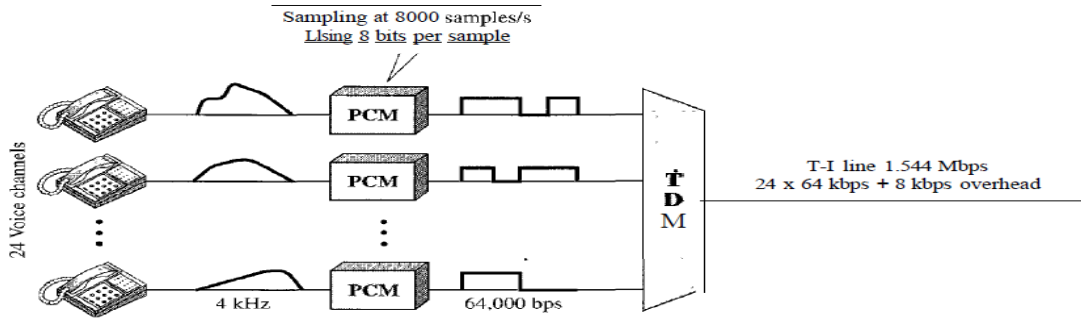 Sampling at 8000 samples/s
Llsing 8 bits per sample
24 Voice channels
PCM
PCM
PCM
4 kHz
64,000 bps
T
D
M
T-I line 1.544 Mbps
24 x 64 kbps + 8 kbps overhead